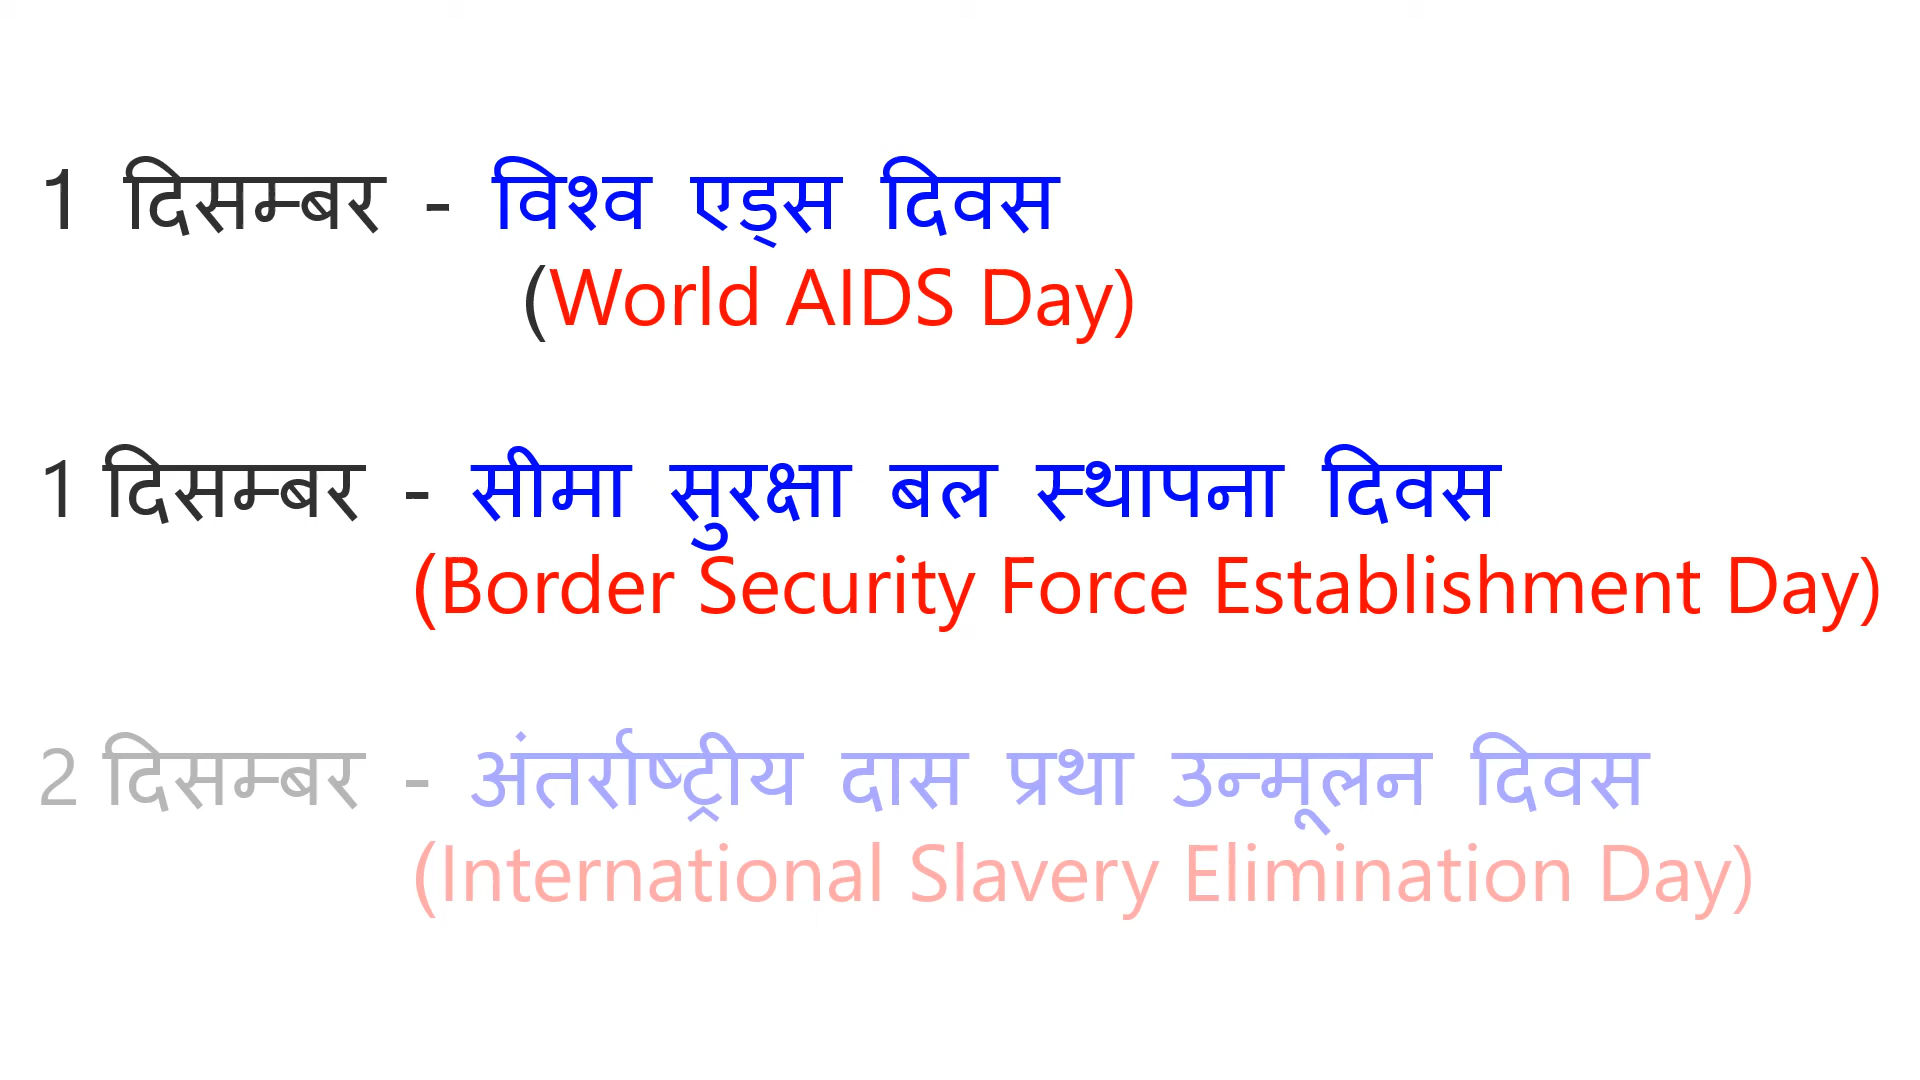 1 दिसम्बर - विश्व एड्स दिवस
(World AIDS Day)
1 दिसम्बर - सीमा सुरक्षा बल स्थापना दिवस
(Border Security Force Establishment Day)
2 दिसम्बर - अंतर्राष्ट्रीय दास प्रथा उन्मूलन दिवस
(International Slavery Elimination Day)